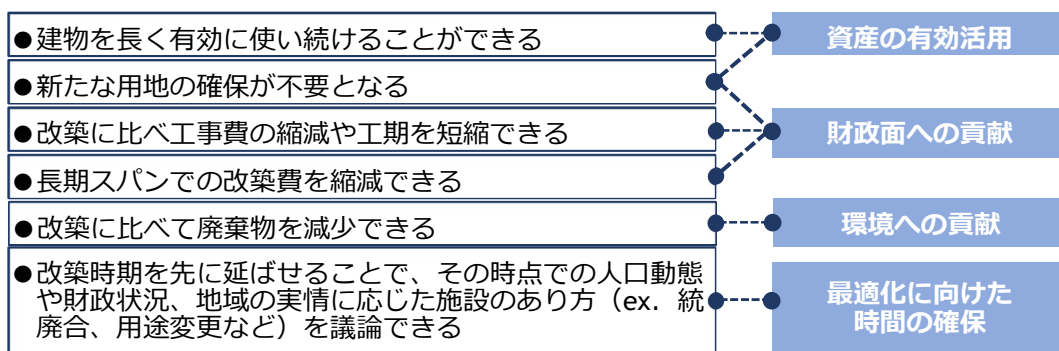 ●建物を長く有効に使い続けることができる
資産の有効活用
●新たな用地の確保が不要となる
●改築に比べ工事費の縮減や工期を短縮できる
財政面への貢献
●長期スパンでの改築費を縮減できる
●改築に比べて廃棄物を減少できる
環境への貢献
●改築時期を先に延ばせることで、その時点での人口動態
や財政状況、地域の実情に応じた施設のあり方（ex. 統
廃合、用途変更など）を議論できる
最適化に向けた
時間の確保